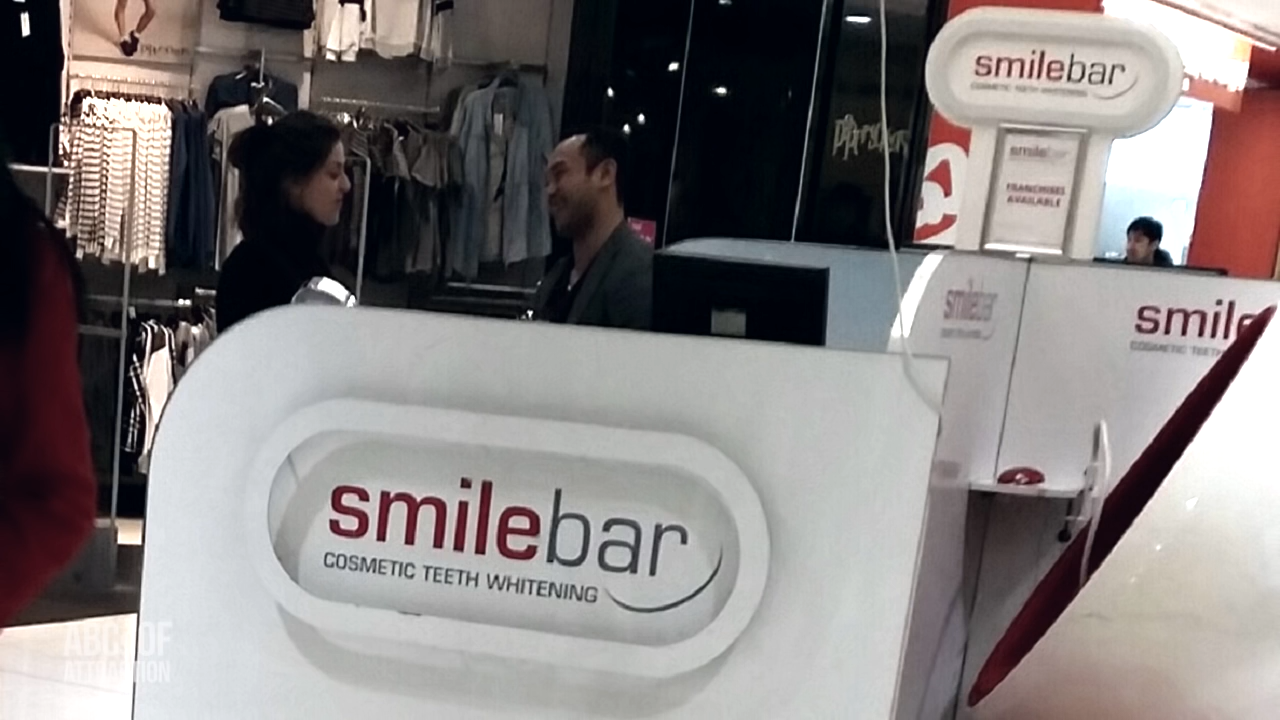 smilebar
COSMETIC TEETH WHITENING
smilebar
FRANCHISES
AVAILABLE
smilebar
smile
COSMETIC TEETH
smilebar
COSMETIC TEETH WHITENING
ABCS OF
ATTRACTION